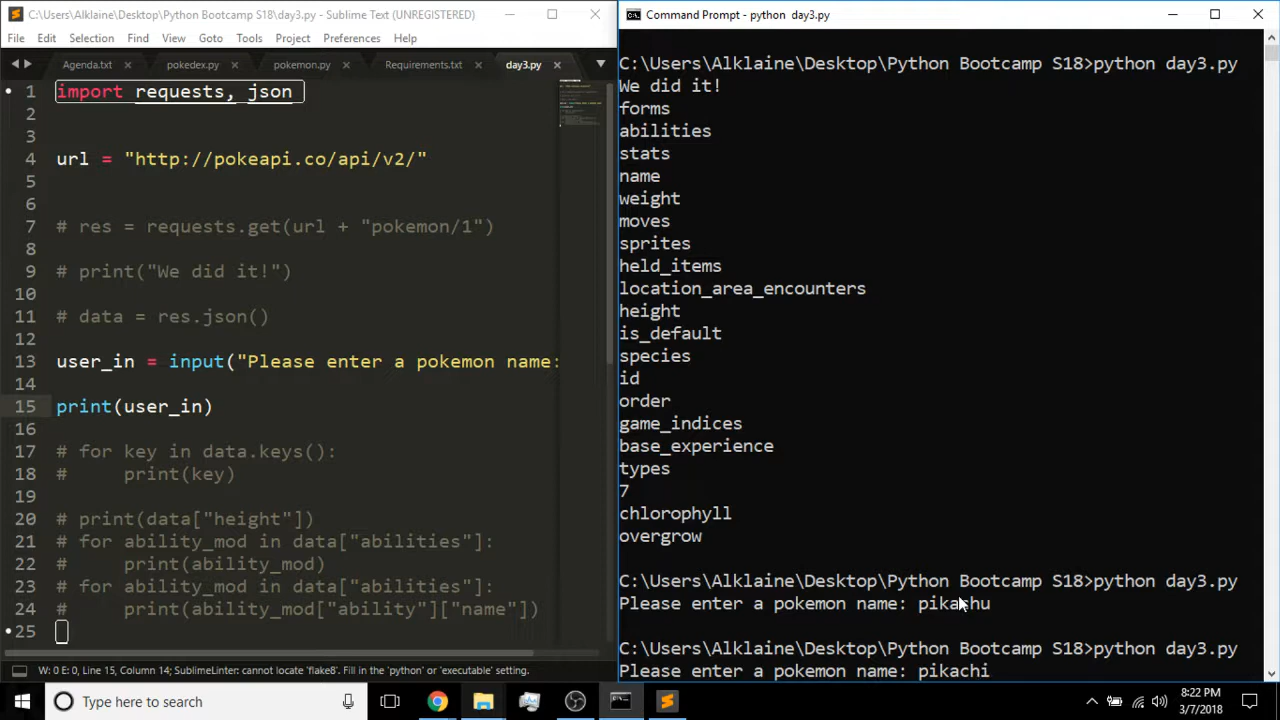 C:\Users\Alklaine\Desktop\Python Bootcamp S18\day3.py - Sublime Text (UNREGISTERED)
File Edit Selection Find View Goto Tools Project Preferences Help
Agenda.txt pokedex.py pokemon.py Requirements.txt day3.py
1 import requests, json
2
3
4 url = "http://pokeapi.co/api/v2/"
5
6
7 # res = requests.get(url + "pokemon/1")
8
9 # print("We did it!")
10
11 # data = res.json()
12
13 user_in = input("Please enter a pokemon name:
14
15 print(user_in)
16
17 # for key in data.keys():
18 # print(key)
19
20 # print(data["height"])
21 # for ability_mod in data["abilities"]:
22 # print(ability_mod)
23 # for ability_mod in data["abilities"]:
24 # print(ability_mod["ability"]["name"])
25
W: 0 E: 0, Line 15, Column 14; SublimeLinter: cannot locate 'flake8'. Fill in the 'python' or 'executable' setting.
Command Prompt - python day3.py
C:\Users\Alklaine\Desktop\Python Bootcamp S18>python day3.py
We did it!
forms
abilities
stats
name
weight
moves
sprites
held_items
location_area_encounters
height
is_default
species
id
order
game_indices
base_experience
types
7
chlorophyll
overgrow
C:\Users\Alklaine\Desktop\Python Bootcamp S18>python day3.py
Please enter a pokemon name: pikachu
C:\Users\Alklaine\Desktop\Python Bootcamp S18>python day3.py
Please enter a pokemon name: pikachi
Type here to search
8:22 PM
3/7/2018